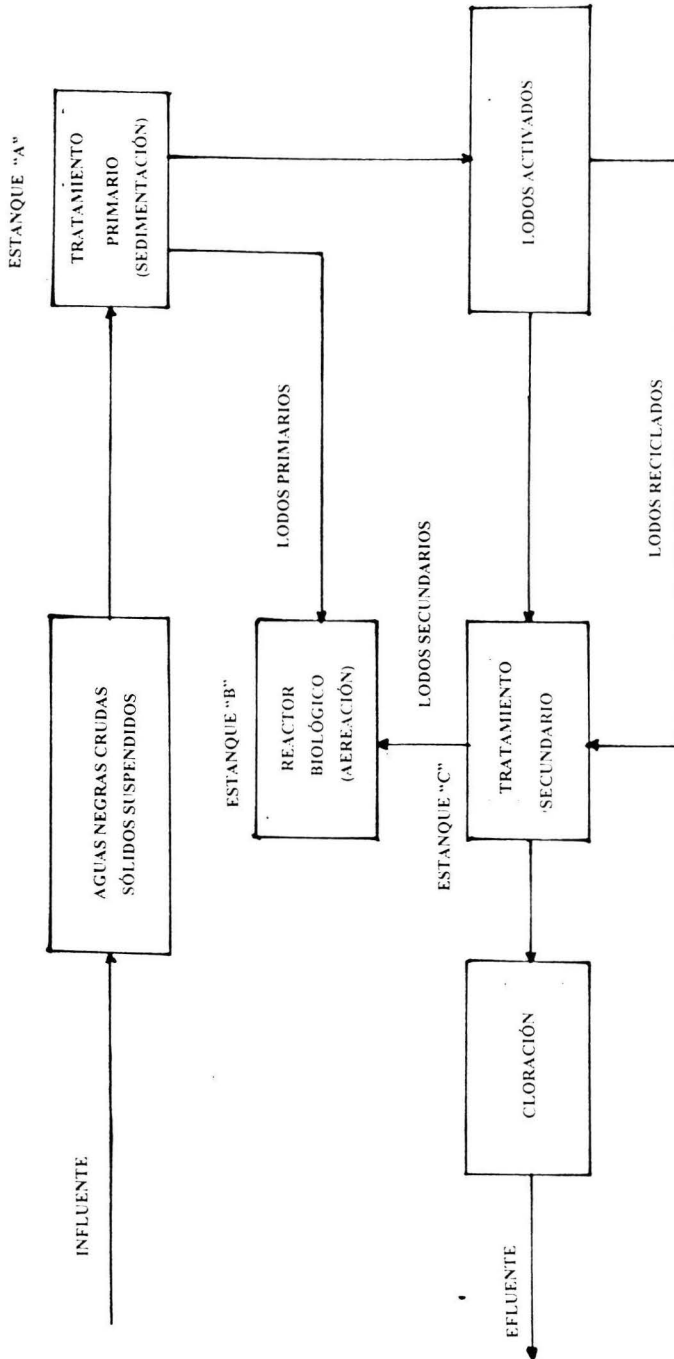 INFLUENTE
AGUAS NEGRAS CRUDAS
SÓLIDOS SUSPENDIDOS
ESTANQUE "A"
TRATAMIENTO
PRIMARIO
(SEDIMENTACIÓN)
LODOS PRIMARIOS
ESTANQUE "B"
REACTOR
BIOLÓGICO
(AEREACIÓN)
LODOS SECUNDARIOS
ESTANQUE "C"
EFLUENTE
CLORACIÓN
TRATAMIENTO
SECUNDARIO
LODOS ACTIVADOS
LODOS RECICLADOS